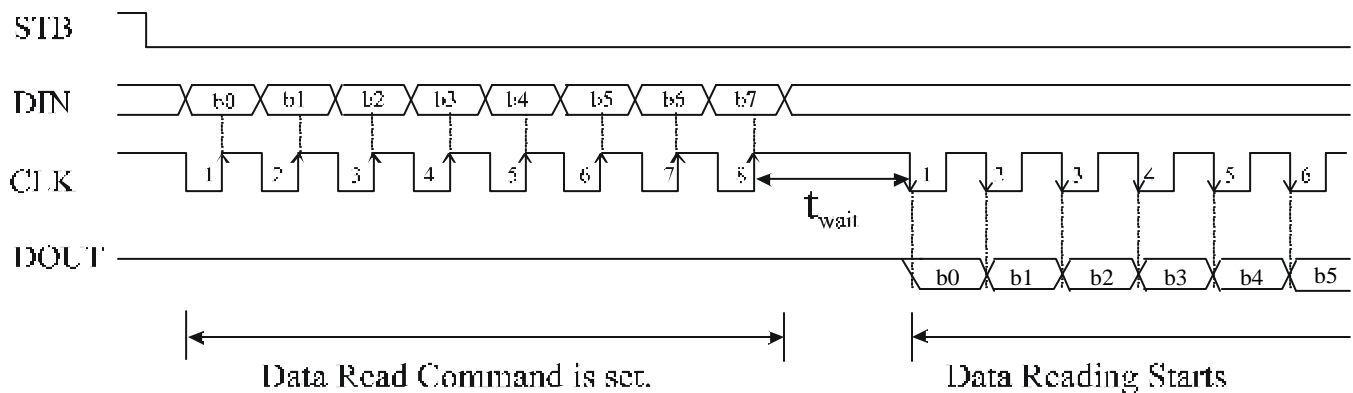 STB
DIN b0 b1 b2 b3 b4 b5 b6 b7
CLK 1 2 3 4 5 6 7 8 1 2 3 4 5 6
t wait
DOUT b0 b1 b2 b3 b4 b5
Data Read Command is set. Data Reading Starts